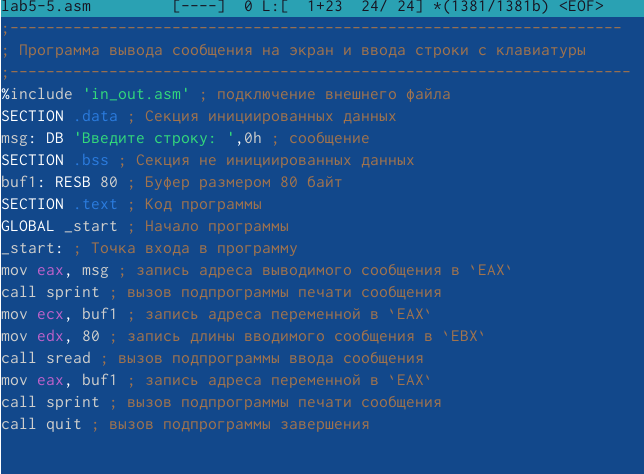 lab5-5.asm [----] 0 L:[ 1+23 24/ 24] *(1381/1381b) <EOF>
;--------------------------------------------------------------------
; Программа вывода сообщения на экран и ввода строки с клавиатуры
;---------------------------------------------------------------------
%include 'in_out.asm' ; подключение внешнего файла
SECTION .data ; Секция инициированных данных
msg: DB 'Введите строку: ',0h ; сообщение
SECTION .bss ; Секция не инициированных данных
buf1: RESB 80 ; Буфер размером 80 байт
SECTION .text ; Код программы
GLOBAL _start ; Начало программы
_start: ; Точка входа в программу
mov eax, msg ; запись адреса выводимого сообщения в `EAX`
call sprint ; вызов подпрограммы печати сообщения
mov ecx, buf1 ; запись адреса переменной в `EAX`
mov edx, 80 ; запись длины вводимого сообщения в `EBX`
call sread ; вызов подпрограммы ввода сообщения
mov eax, buf1 ; запись адреса переменной в `EAX`
call sprint ; вызов подпрограммы печати сообщения
call quit ; вызов подпрограммы завершения